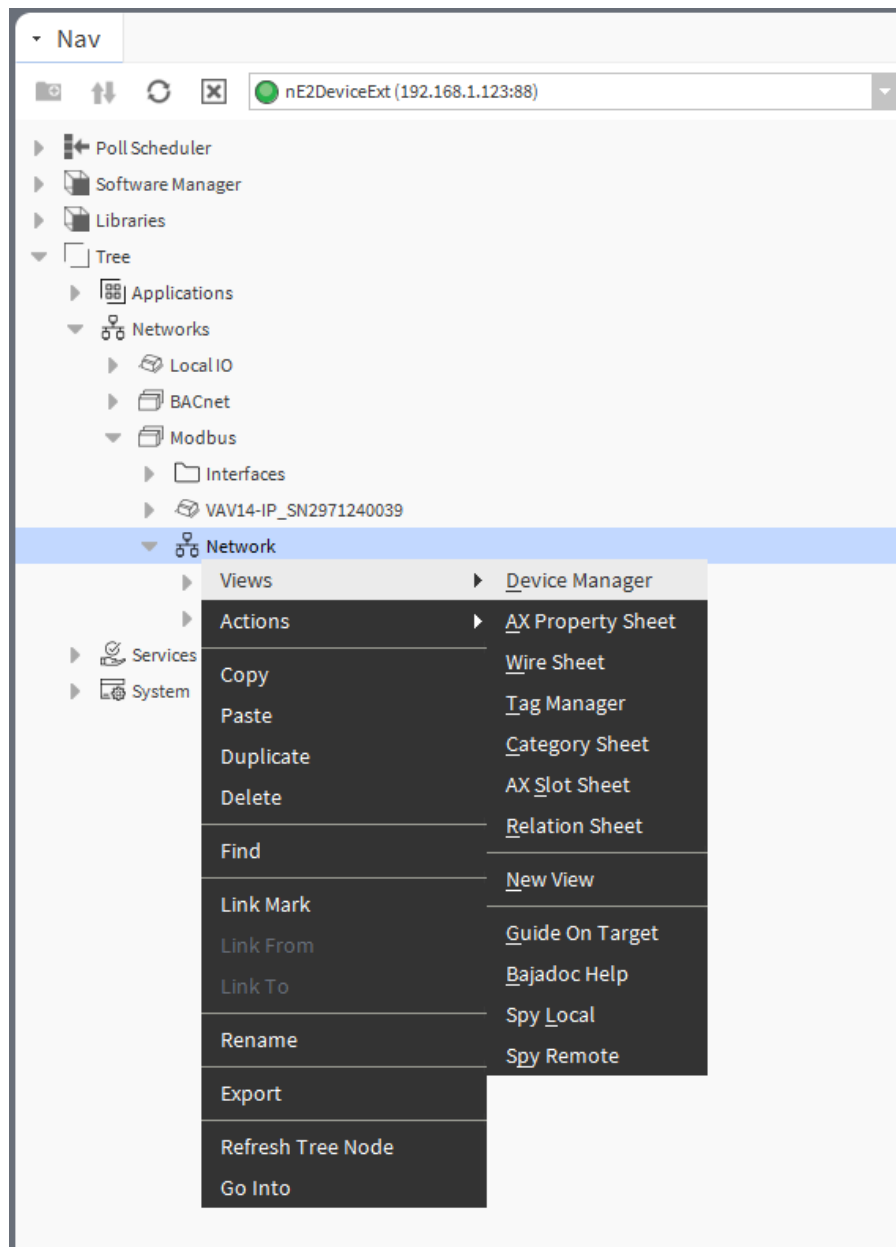 Nav
nE2DeviceExt (192.168.1.123:88)
Poll Scheduler
Software Manager
Libraries
Tree
Applications
Networks
Local IO
BACnet
Modbus
Interfaces
VAV14-IP_SN2971240039
Network
Views
Actions
Copy
Paste
Duplicate
Delete
Find
Link Mark
Link From
Link To
Rename
Export
Refresh Tree Node
Go Into
Device Manager
AX Property Sheet
Wire Sheet
Tag Manager
Category Sheet
AX Slot Sheet
Relation Sheet
New View
Guide On Target
Bajadoc Help
Spy Local
Spy Remote
Services
System